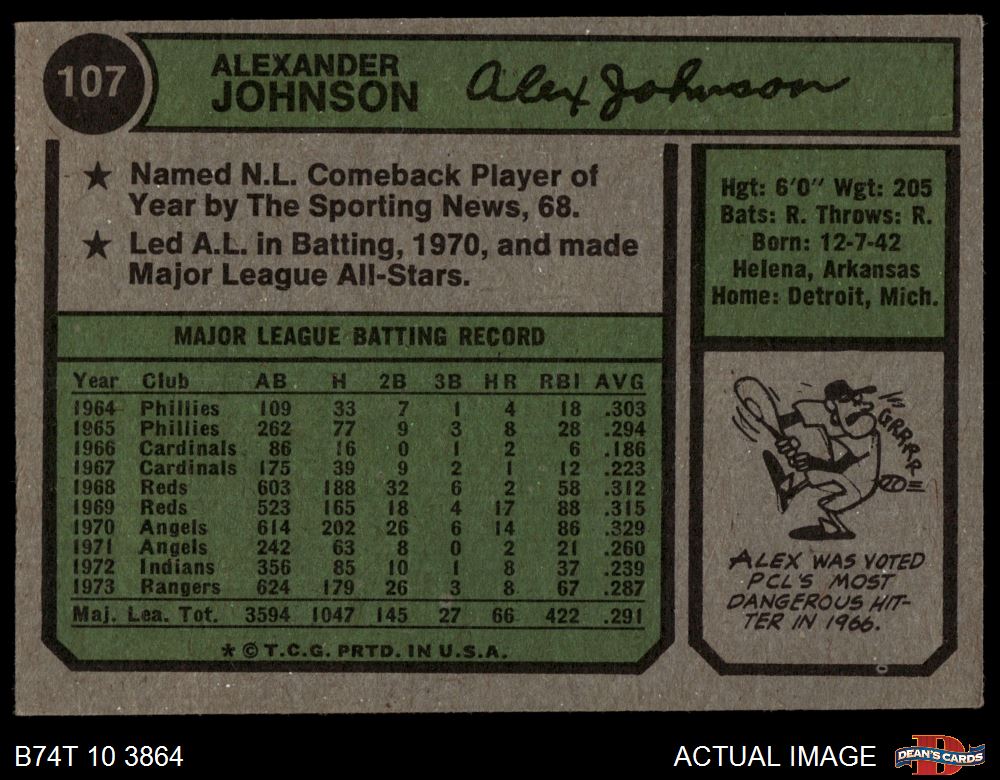 107
ALEXANDER
JOHNSON
Alex Johnson
★ Named N.L. Comeback Player of
Year by The Sporting News, 68.
★ Led A.L. in Batting, 1970, and made
Major League All-Stars.
Hgt: 6'0" Wgt: 205
Bats: R. Throws: R.
Born: 12-7-42
Helena, Arkansas
Home: Detroit, Mich.
MAJOR LEAGUE BATTING RECORD
Year Club AB H 2B 3B HR RBI AVG
1964 Phillies 109 33 7 1 4 18 .303
1965 Phillies 262 77 9 3 8 28 .294
1966 Cardinals 86 16 0 1 2 6 .186
1967 Cardinals 175 39 9 2 1 12 .223
1968 Reds 603 188 32 6 2 58 .312
1969 Reds 523 165 18 4 17 88 .315
1970 Angels 614 202 26 6 14 86 .329
1971 Angels 242 63 8 0 2 21 .260
1972 Indians 356 85 10 1 8 37 .239
1973 Rangers 624 179 26 3 8 67 .287
Maj. Lea. Tot. 3594 1047 145 27 66 422 .291
* © T.C.G. PRTD. IN U.S.A.
GRRRR
ALEX WAS VOTED
PCL'S MOST
DANGEROUS HIT-
TER IN 1966.
B74T 10 3864
ACTUAL IMAGE
D
DEAN'S CARDS